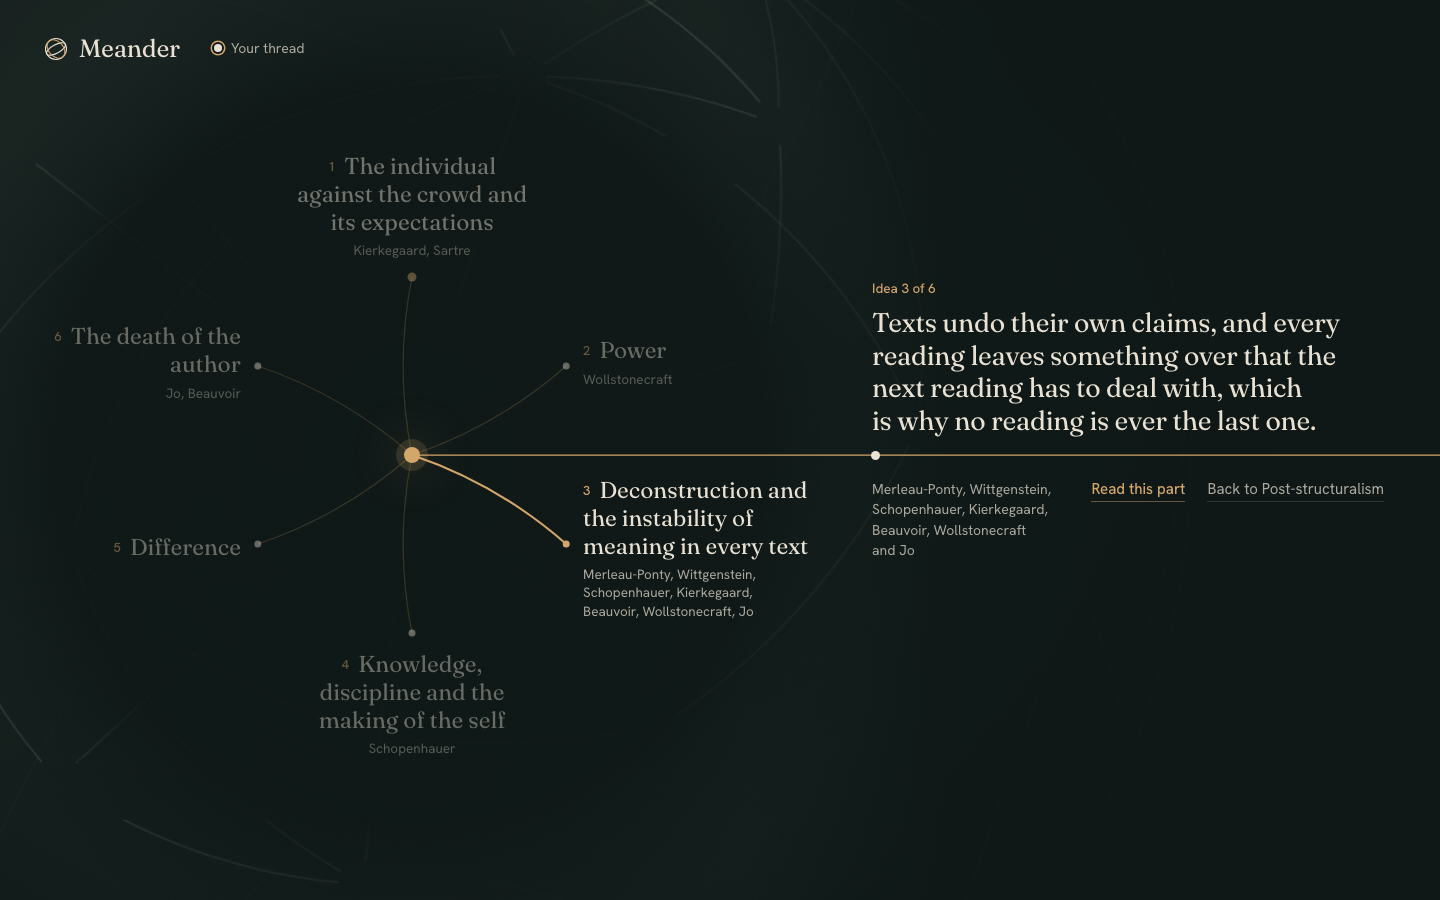 Meander
Your thread
1 The individual
against the crowd and
its expectations
Kierkegaard, Sartre
6 The death of the
author
Jo, Beauvoir
2 Power
Wollstonecraft
3 Deconstruction and
the instability of
meaning in every text
Merleau-Ponty, Wittgenstein,
Schopenhauer, Kierkegaard,
Beauvoir, Wollstonecraft, Jo
5 Difference
4 Knowledge,
discipline and the
making of the self
Schopenhauer
Idea 3 of 6
Texts undo their own claims, and every
reading leaves something over that the
next reading has to deal with, which
is why no reading is ever the last one.
Merleau-Ponty, Wittgenstein,
Schopenhauer, Kierkegaard,
Beauvoir, Wollstonecraft
and Jo
Read this part
Back to Post-structuralism